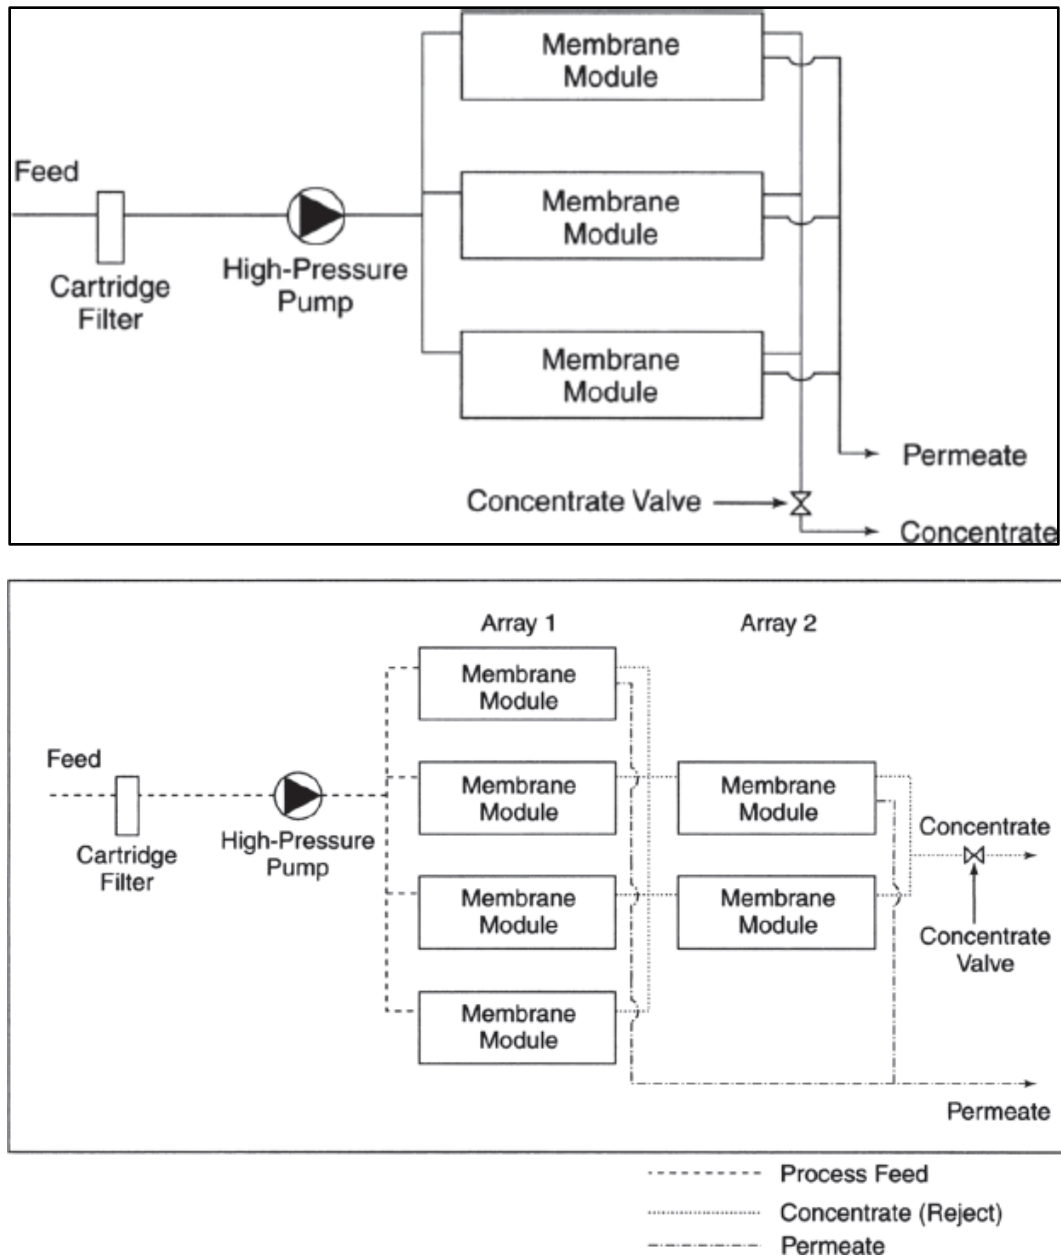 Membrane
Module
Feed
Membrane
Module
Cartridge
Filter
High-Pressure
Pump
Membrane
Module
Permeate
Concentrate Valve
Concentrate
Array 1
Array 2
Membrane
Module
Feed
Membrane
Module
Membrane
Module
Concentrate
High-Pressure
Pump
Cartridge
Filter
Membrane
Module
Membrane
Module
Concentrate
Valve
Membrane
Module
Permeate
Process Feed
Concentrate (Reject)
Permeate